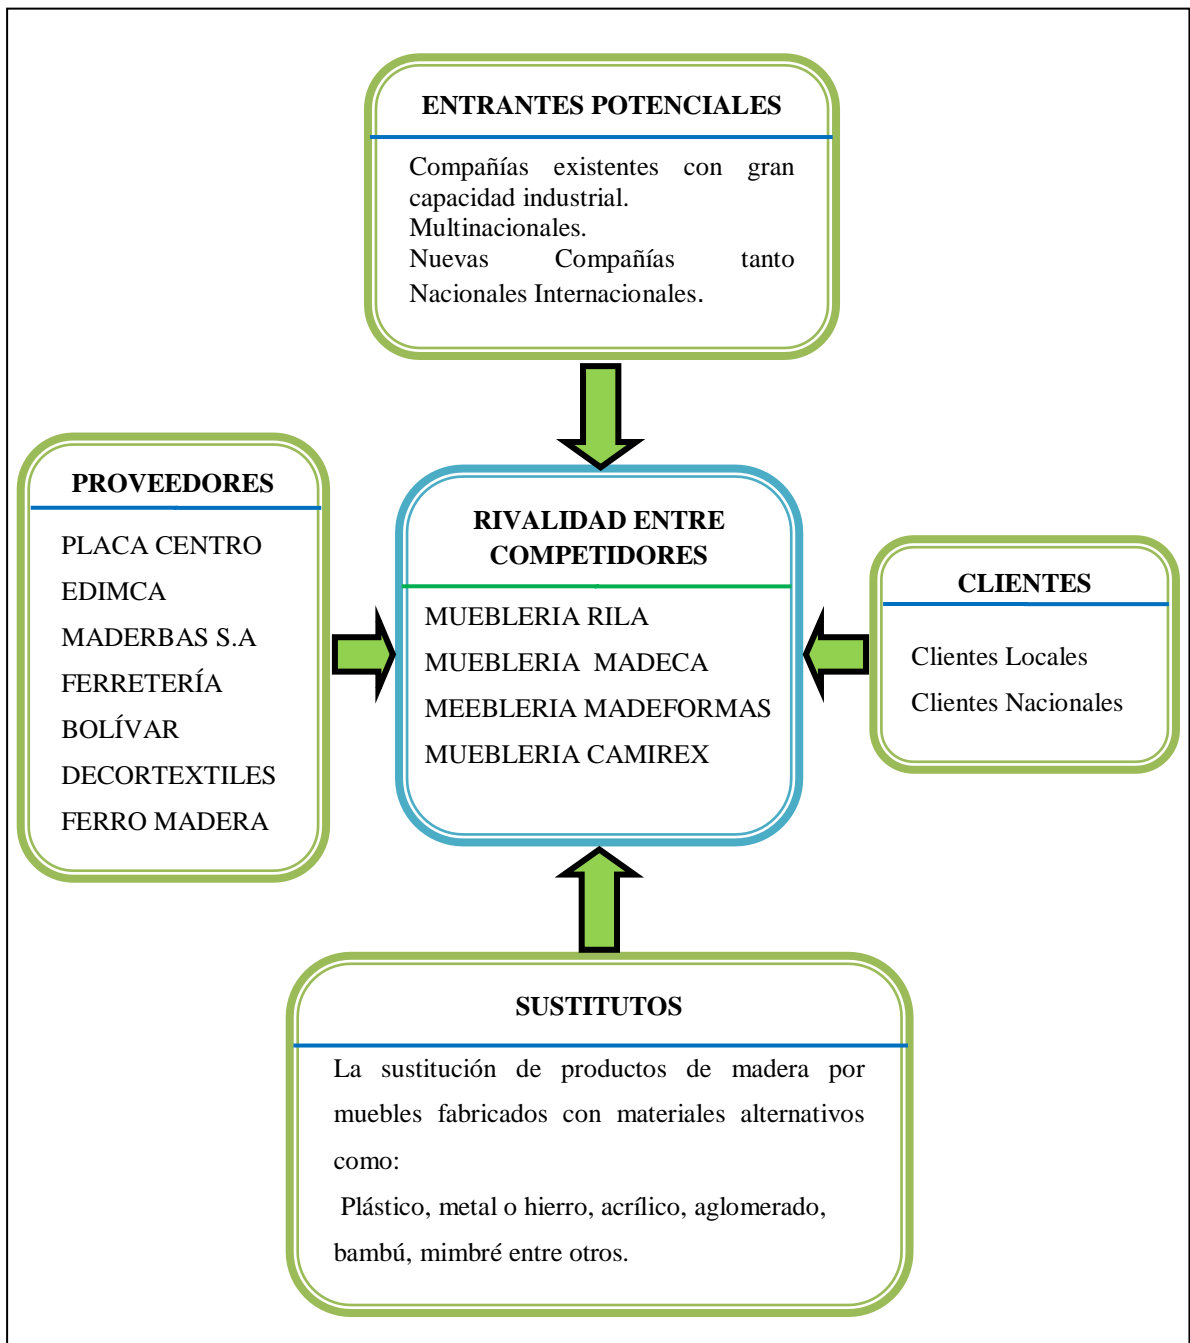 ENTRANTES POTENCIALES
Compañías existentes con gran
capacidad industrial.
Multinacionales.
Nuevas Compañías tanto
Nacionales Internacionales.
PROVEEDORES
PLACA CENTRO
EDIMCA
MADERBAS S.A
FERRETERÍA
BOLÍVAR
DECORTEXTILES
FERRO MADERA
RIVALIDAD ENTRE
COMPETIDORES
MUEBLERIA RILA
MUEBLERIA MADECA
MEEBLERIA MADEFORMAS
MUEBLERIA CAMIREX
CLIENTES
Clientes Locales
Clientes Nacionales
SUSTITUTOS
La sustitución de productos de madera por
muebles fabricados con materiales alternativos
como:
Plástico, metal o hierro, acrílico, aglomerado,
bambú, mimbré entre otros.